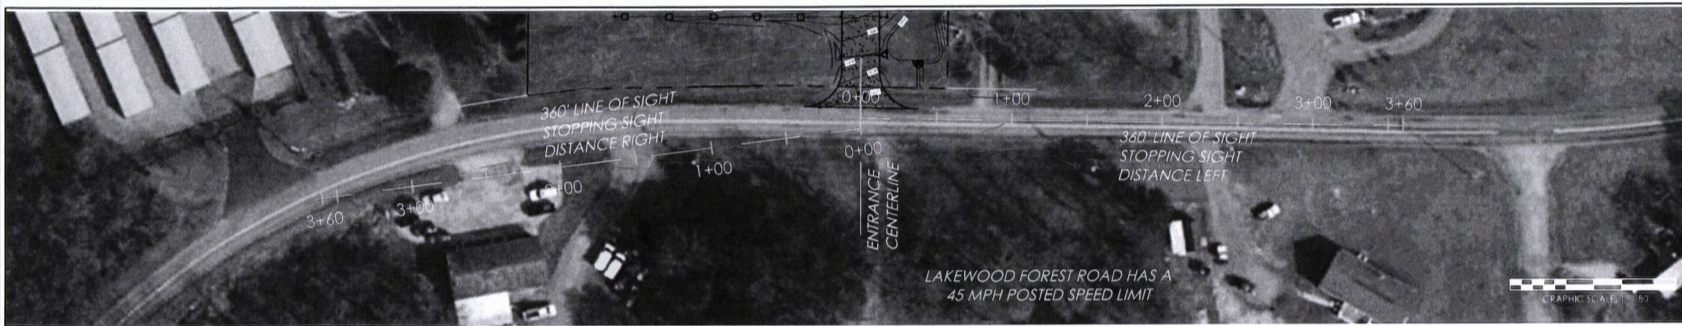 360' LINE OF SIGHT
STOPPING SIGHT
DISTANCE RIGHT
0+00
1+00
2+00
3+00
3+60
0+00
1+00
3+00
3+60
360' LINE OF SIGHT
STOPPING SIGHT
DISTANCE LEFT
ENTRANCE
CENTERLINE
LAKEWOOD FOREST ROAD HAS A
45 MPH POSTED SPEED LIMIT
GRAPHIC SCALE